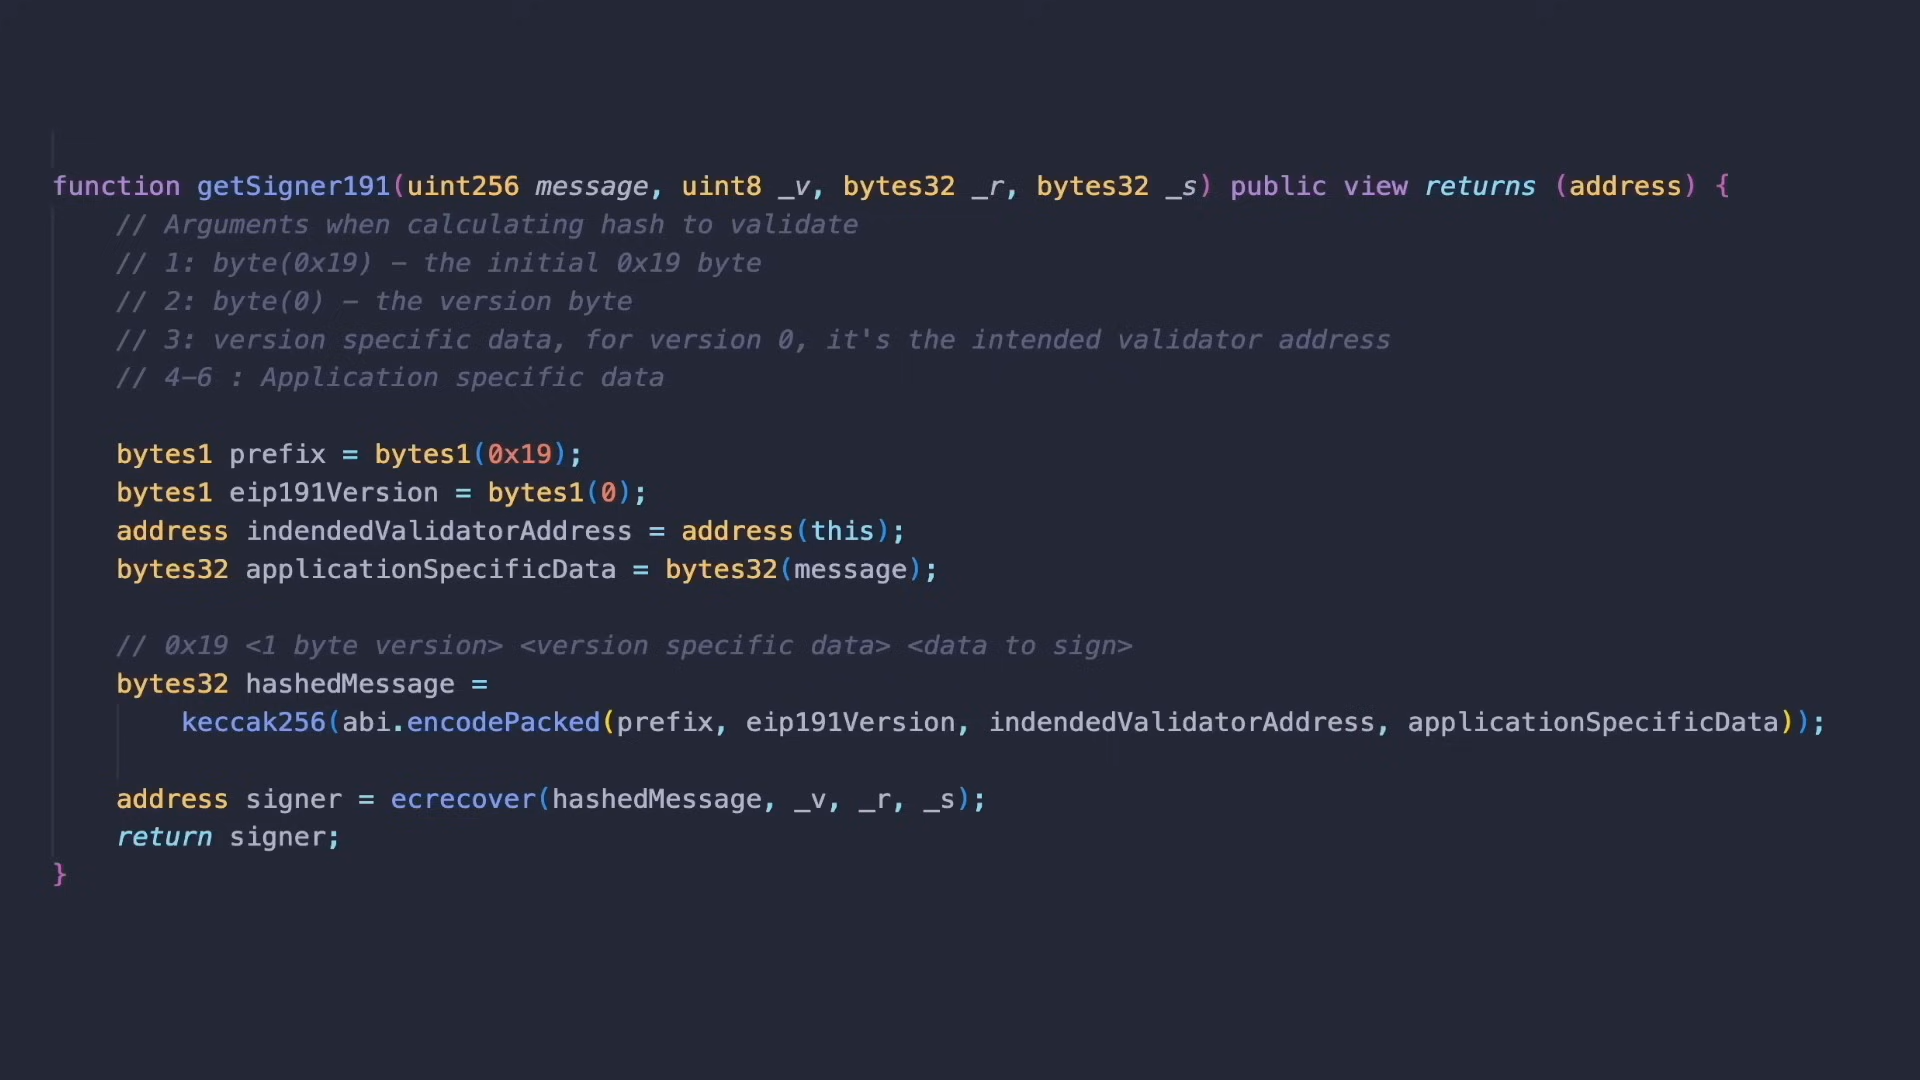 function getSigner191(uint256 message, uint8 _v, bytes32 _r, bytes32 _s) public view returns (address) {
// Arguments when calculating hash to validate
// 1: byte(0x19) - the initial 0x19 byte
// 2: byte(0) - the version byte
// 3: version specific data, for version 0, it's the intended validator address
// 4-6 : Application specific data
bytes1 prefix = bytes1(0x19);
bytes1 eip191Version = bytes1(0);
address indendedValidatorAddress = address(this);
bytes32 applicationSpecificData = bytes32(message);
// 0x19 <1 byte version> <version specific data> <data to sign>
bytes32 hashedMessage =
keccak256(abi.encodePacked(prefix, eip191Version, indendedValidatorAddress, applicationSpecificData));
address signer = ecrecover(hashedMessage, _v, _r, _s);
return signer;
}